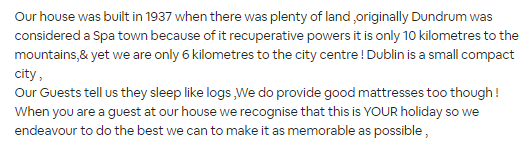 Our house was built in 1937 when there was plenty of land ,originally Dundrum was
considered a Spa town because of it recuperative powers it is only 10 kilometres to the
mountains,& yet we are only 6 kilometres to the city centre ! Dublin is a small compact
city ,
Our Guests tell us they sleep like logs ,We do provide good mattresses too though !
When you are a guest at our house we recognise that this is YOUR holiday so we
endeavour to do the best we can to make it as memorable as possible ,